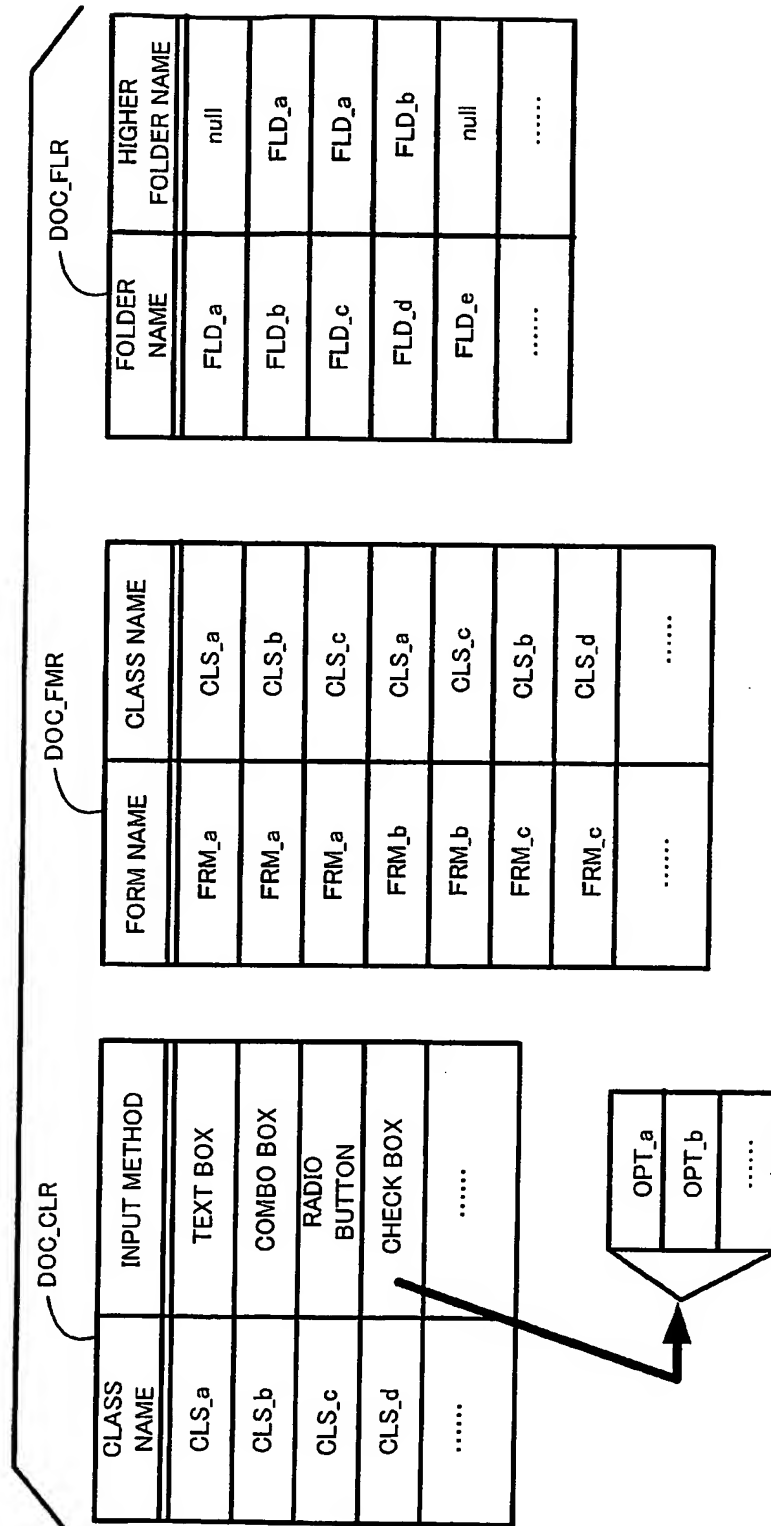 DOC_CLR
CLASS NAME INPUT METHOD
CLS_a TEXT BOX
CLS_b COMBO BOX
CLS_c RADIO BUTTON
CLS_d CHECK BOX
...... ......
OPT_a
OPT_b
......
DOC_FMR
FORM NAME CLASS NAME
FRM_a CLS_a
FRM_a CLS_b
FRM_a CLS_c
FRM_b CLS_a
FRM_b CLS_c
FRM_c CLS_b
FRM_c CLS_d
...... ......
DOC_FLR
FOLDER NAME HIGHER FOLDER NAME
FLD_a null
FLD_b FLD_a
FLD_c FLD_a
FLD_d FLD_b
FLD_e null
...... ......